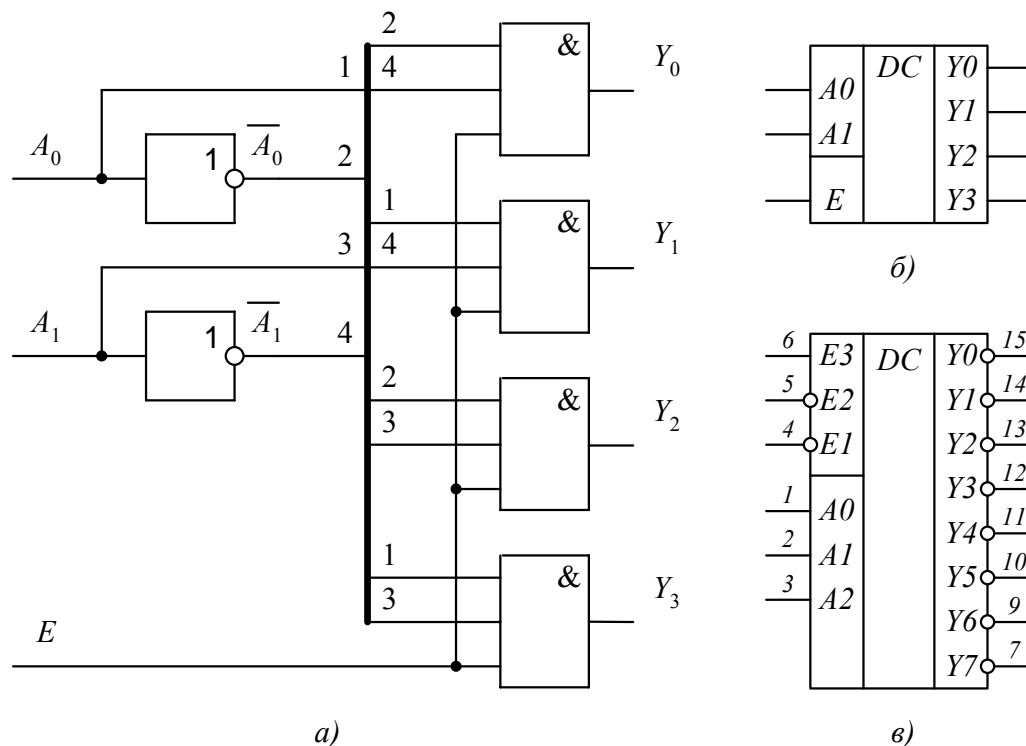 2
&
Y₀
1
4
A₀
1
A̅₀
2
1
&
Y₁
3
4
A₁
1
A̅₁
4
2
&
Y₂
3
1
&
Y₃
3
E
а)
DC
Y0
A0
Y1
A1
Y2
E
Y3
б)
6
E3
DC
Y0
15
5
E2
Y1
14
4
E1
Y2
13
Y3
12
1
A0
Y4
11
2
A1
Y5
10
3
A2
Y6
9
Y7
7
в)